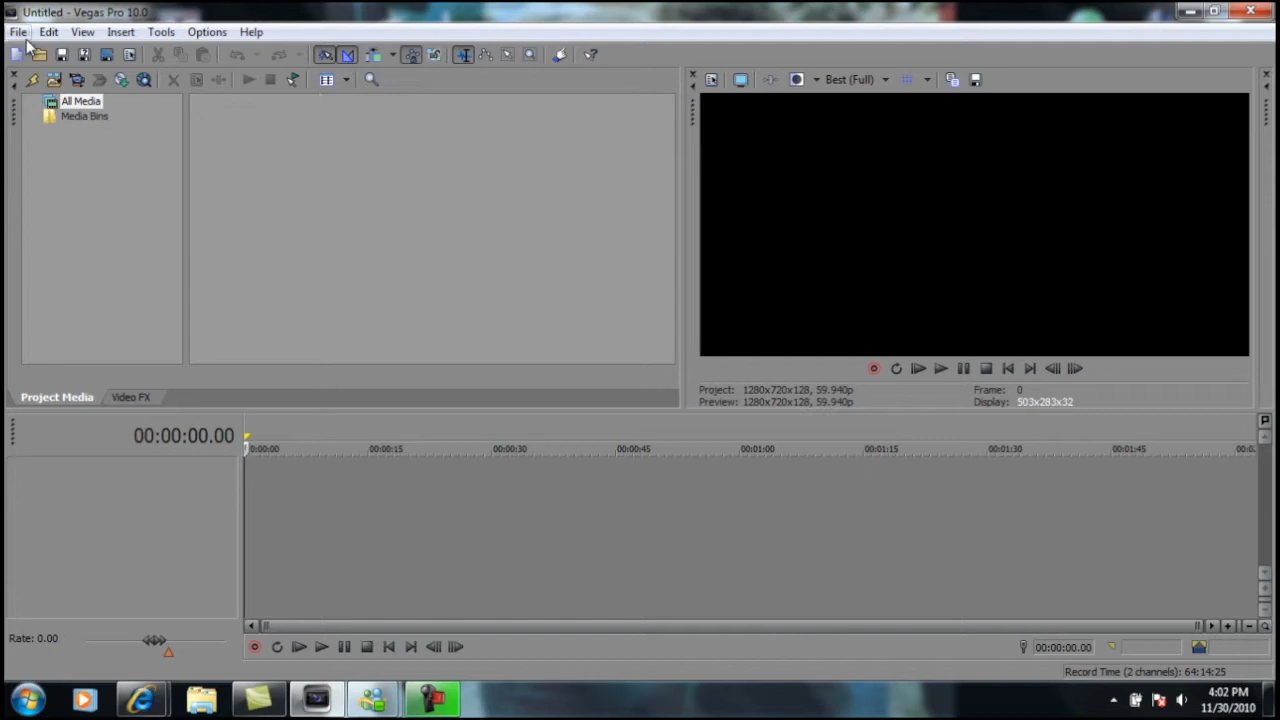 Untitled - Vegas Pro 10.0
File Edit View Insert Tools Options Help
Best (Full)
All Media
Media Bins
Project: 1280x720x128, 59.940p
Frame: 0
Preview: 1280x720x128, 59.940p
Display: 503x283x32
Project Media Video FX
00:00:00.00
0:00:00 00:00:15 00:00:30 00:00:45 00:01:00 00:01:15 00:01:30 00:01:45 00:0
Rate: 0.00
00:00:00.00
Record Time (2 channels): 64:14:25
4:02 PM
11/30/2010